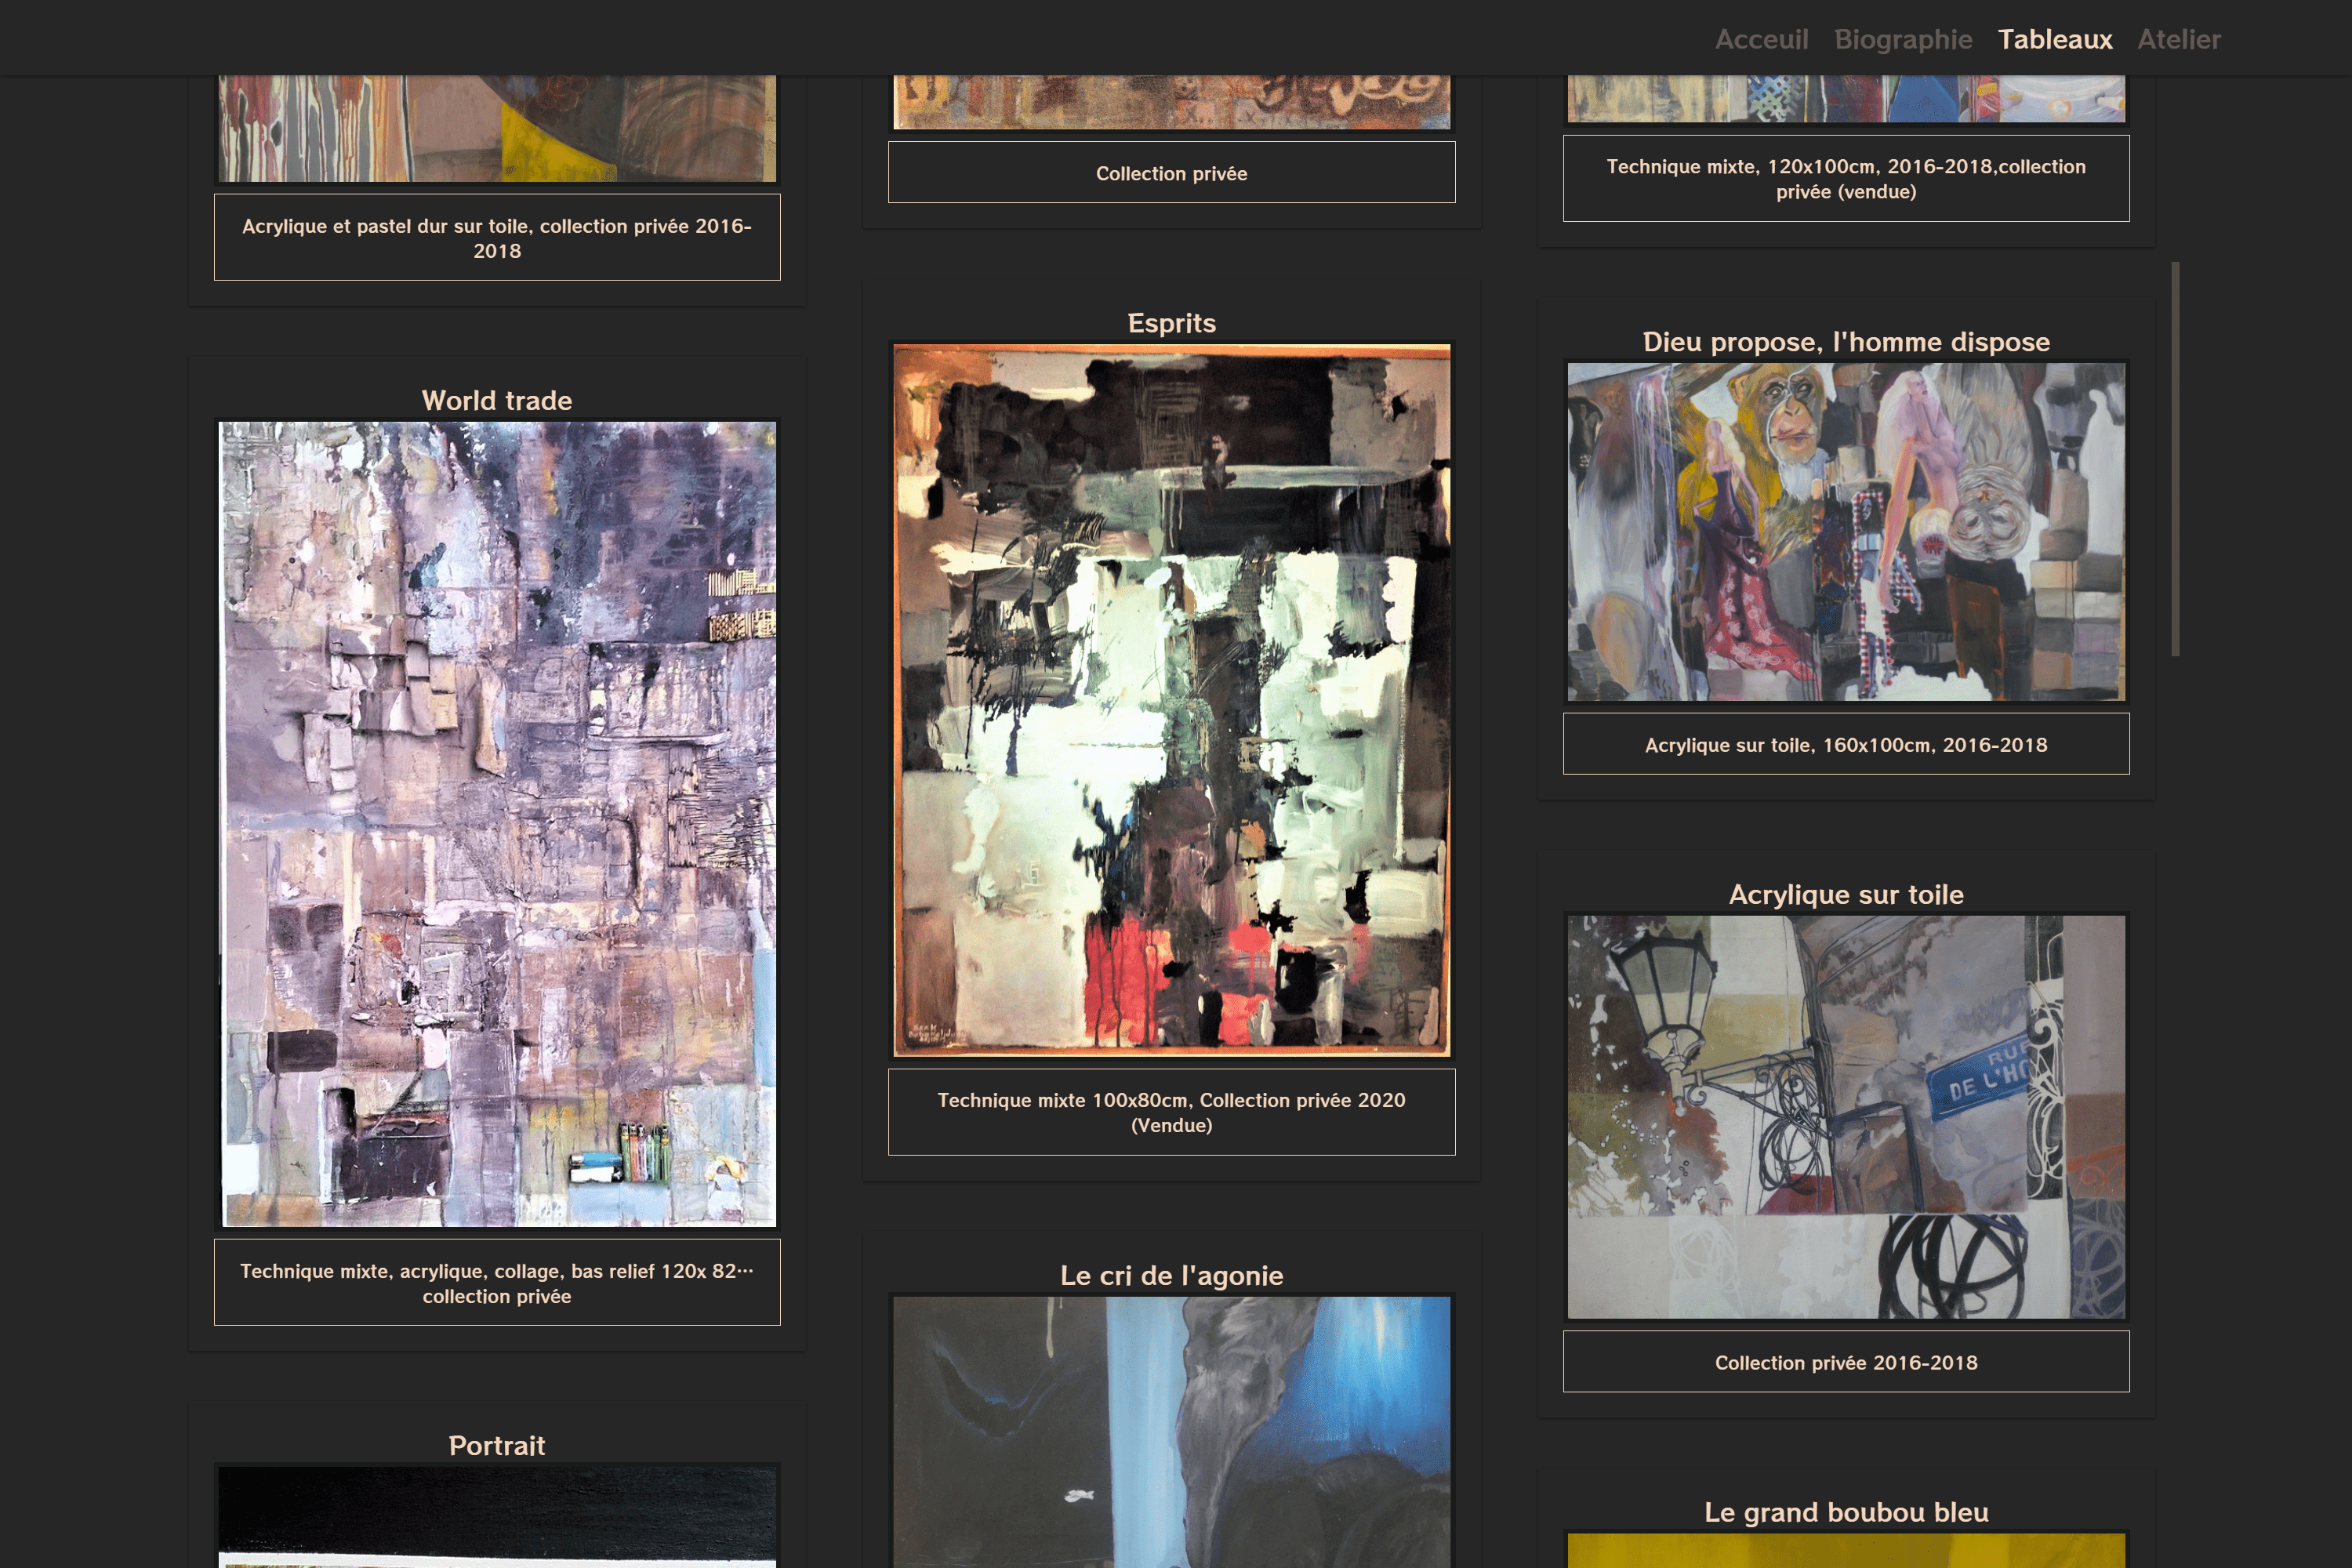 Acceuil Biographie Tableaux Atelier
Acrylique et pastel dur sur toile, collection privée 2016-
2018
World trade
Technique mixte, acrylique, collage, bas relief 120x 82···
collection privée
Portrait
Collection privée
Esprits
Technique mixte 100x80cm, Collection privée 2020
(Vendue)
Le cri de l'agonie
Technique mixte, 120x100cm, 2016-2018,collection
privée (vendue)
Dieu propose, l'homme dispose
Acrylique sur toile, 160x100cm, 2016-2018
Acrylique sur toile
RUE
DE L'HO
Collection privée 2016-2018
Le grand boubou bleu